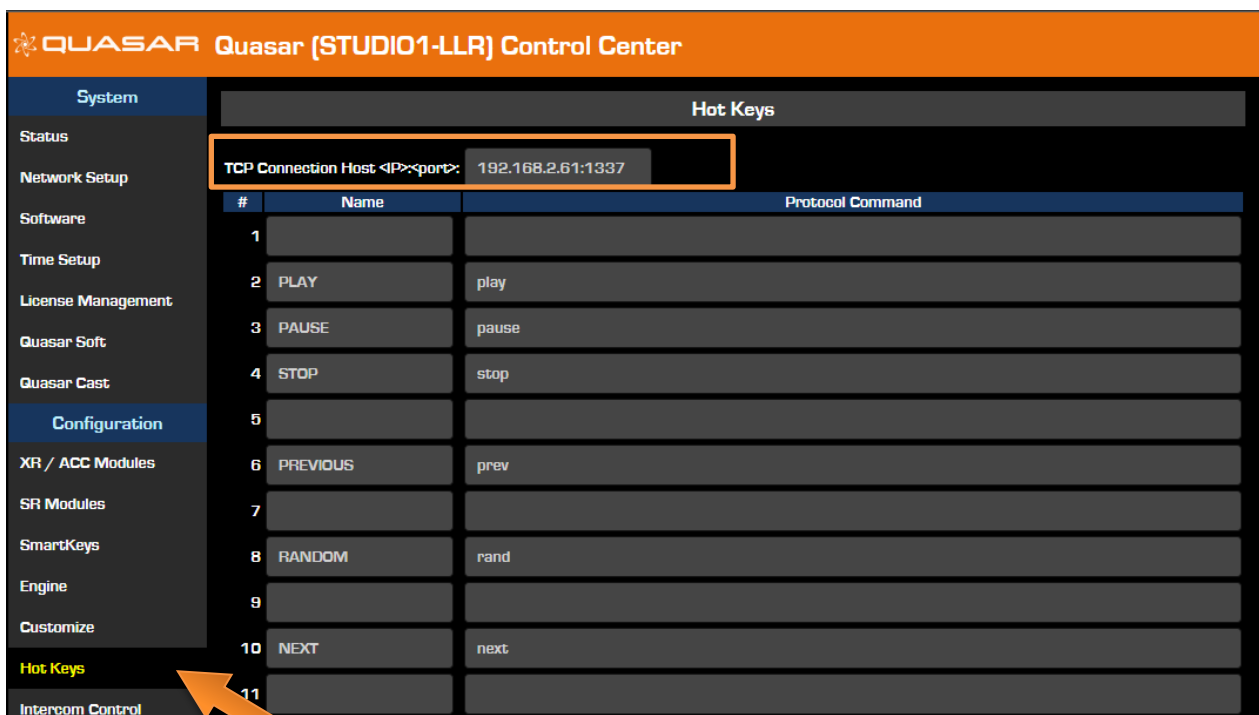 QUASAR Quasar (STUDIO1-LLR) Control Center
System
Status
Network Setup
Software
Time Setup
License Management
Quasar Soft
Quasar Cast
Configuration
XR / ACC Modules
SR Modules
SmartKeys
Engine
Customize
Hot Keys
Intercom Control
Hot Keys
TCP Connection Host <IP>:<port>: 192.168.2.61:1337
# Name Protocol Command
1
2 PLAY play
3 PAUSE pause
4 STOP stop
5
6 PREVIOUS prev
7
8 RANDOM rand
9
10 NEXT next
11